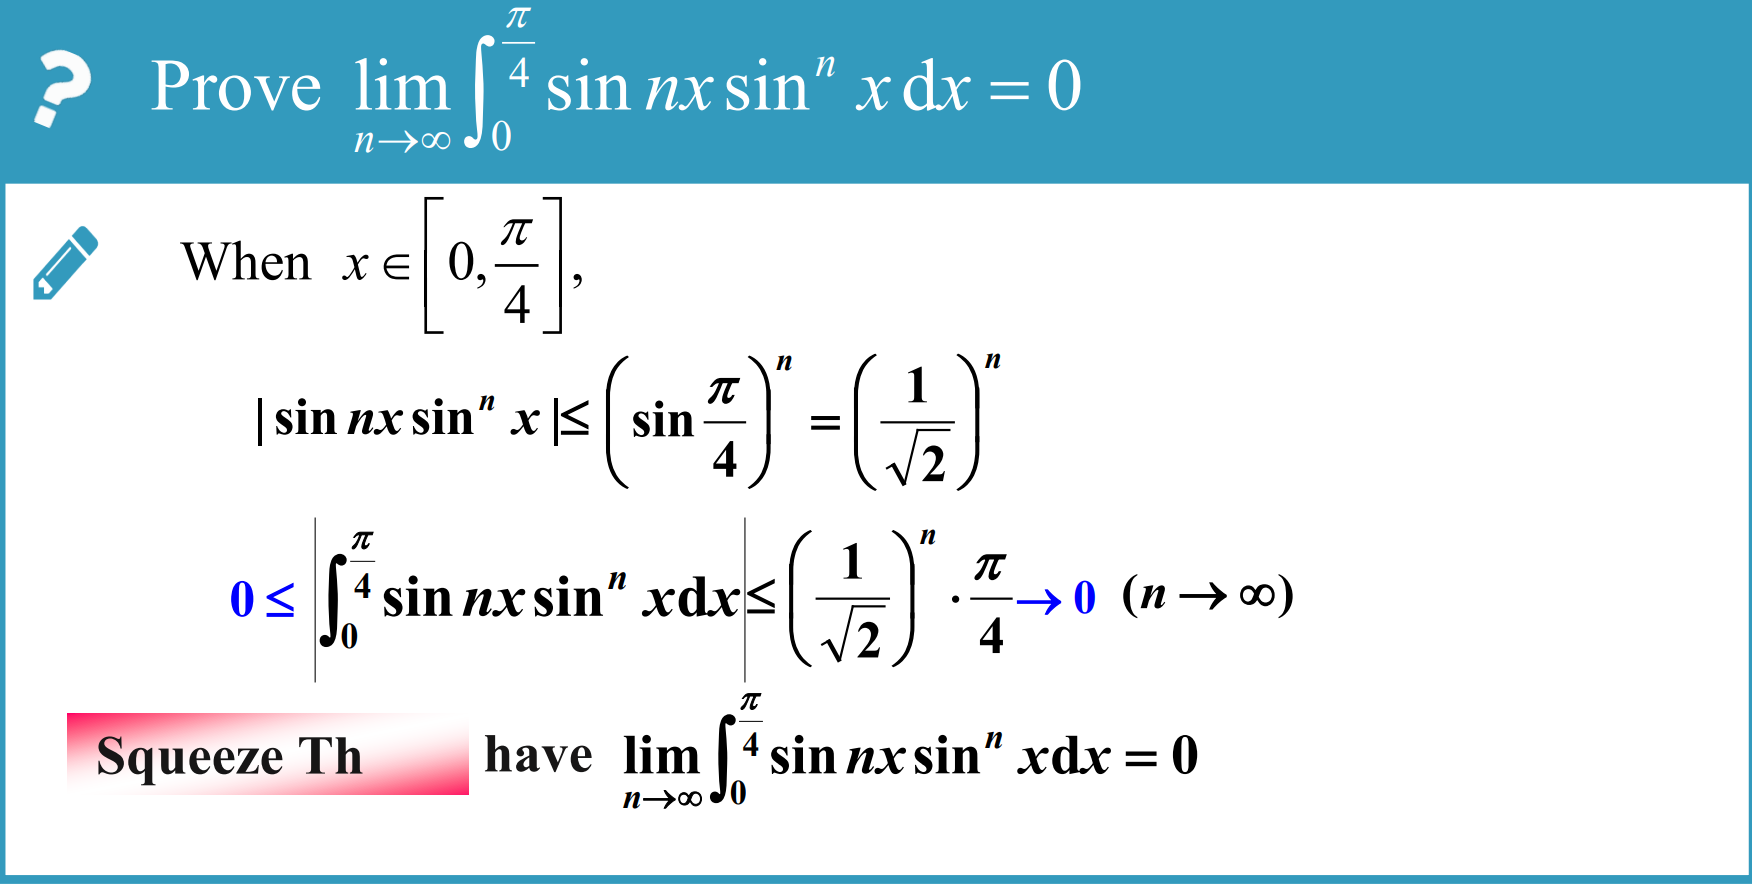 ? Prove $\lim_{n \to \infty} \int_0^{\frac{\pi}{4}} \sin nx \sin^n x \, \mathrm{d}x = 0$
When $x \in \left[ 0, \frac{\pi}{4} \right],$
$| \sin nx \sin^n x | \le \left( \sin \frac{\pi}{4} \right)^n = \left( \frac{1}{\sqrt{2}} \right)^n$
$0 \le \left| \int_0^{\frac{\pi}{4}} \sin nx \sin^n x \mathrm{d}x \right| \le \left( \frac{1}{\sqrt{2}} \right)^n \cdot \frac{\pi}{4} \to 0 \ (n \to \infty)$
Squeeze Th have $\lim_{n \to \infty} \int_0^{\frac{\pi}{4}} \sin nx \sin^n x \mathrm{d}x = 0$